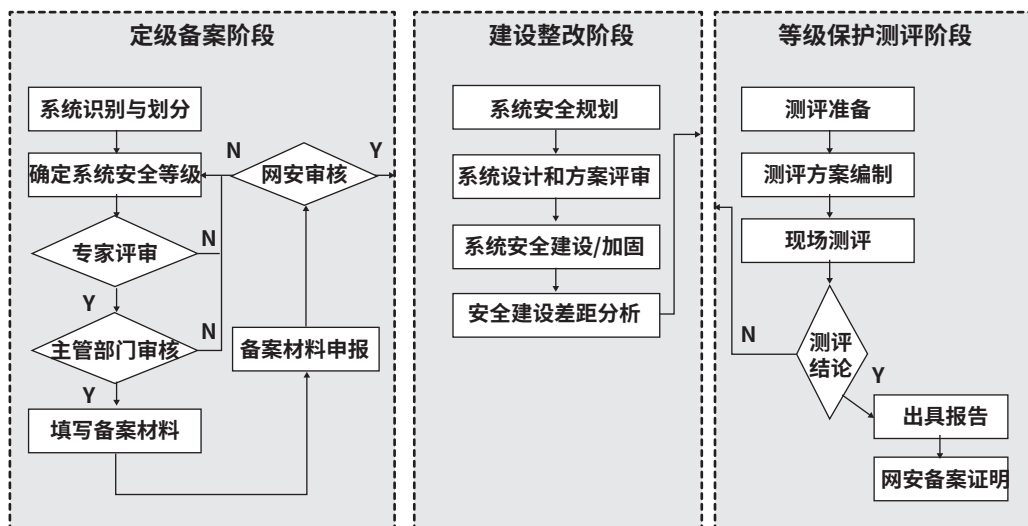 定级备案阶段
系统识别与划分
确定系统安全等级
N
网安审核
Y
专家评审
N
Y
主管部门审核
N
备案材料申报
Y
填写备案材料
建设整改阶段
系统安全规划
系统设计和方案评审
系统安全建设/加固
安全建设差距分析
等级保护测评阶段
测评准备
测评方案编制
现场测评
N
测评
结论
Y
出具报告
网安备案证明